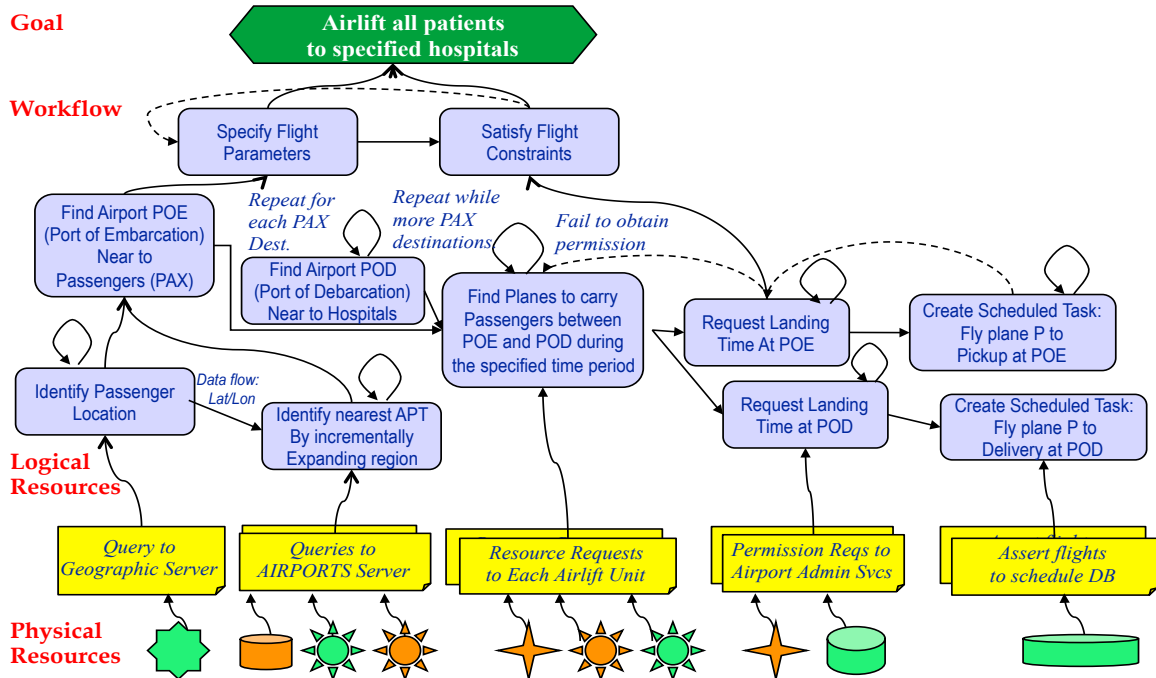 Goal
Airlift all patients
to specified hospitals
Workflow
Specify Flight
Parameters
Satisfy Flight
Constraints
Find Airport POE
(Port of Embarcation)
Near to
Passengers (PAX)
Repeat for
each PAX
Dest.
Repeat while
more PAX
destinations.
Fail to obtain
permission
Find Airport POD
(Port of Debarcation)
Near to Hospitals
Find Planes to carry
Passengers between
POE and POD during
the specified time period
Request Landing
Time At POE
Create Scheduled Task:
Fly plane P to
Pickup at POE
Identify Passenger
Location
Data flow:
Lat/Lon
Identify nearest APT
By incrementally
Expanding region
Request Landing
Time at POD
Create Scheduled Task:
Fly plane P to
Delivery at POD
Logical
Resources
Query to
Geographic Server
Queries to
AIRPORTS Server
Resource Requests
to Each Airlift Unit
Permission Reqs to
Airport Admin Svcs
Assert flights
to schedule DB
Physical
Resources